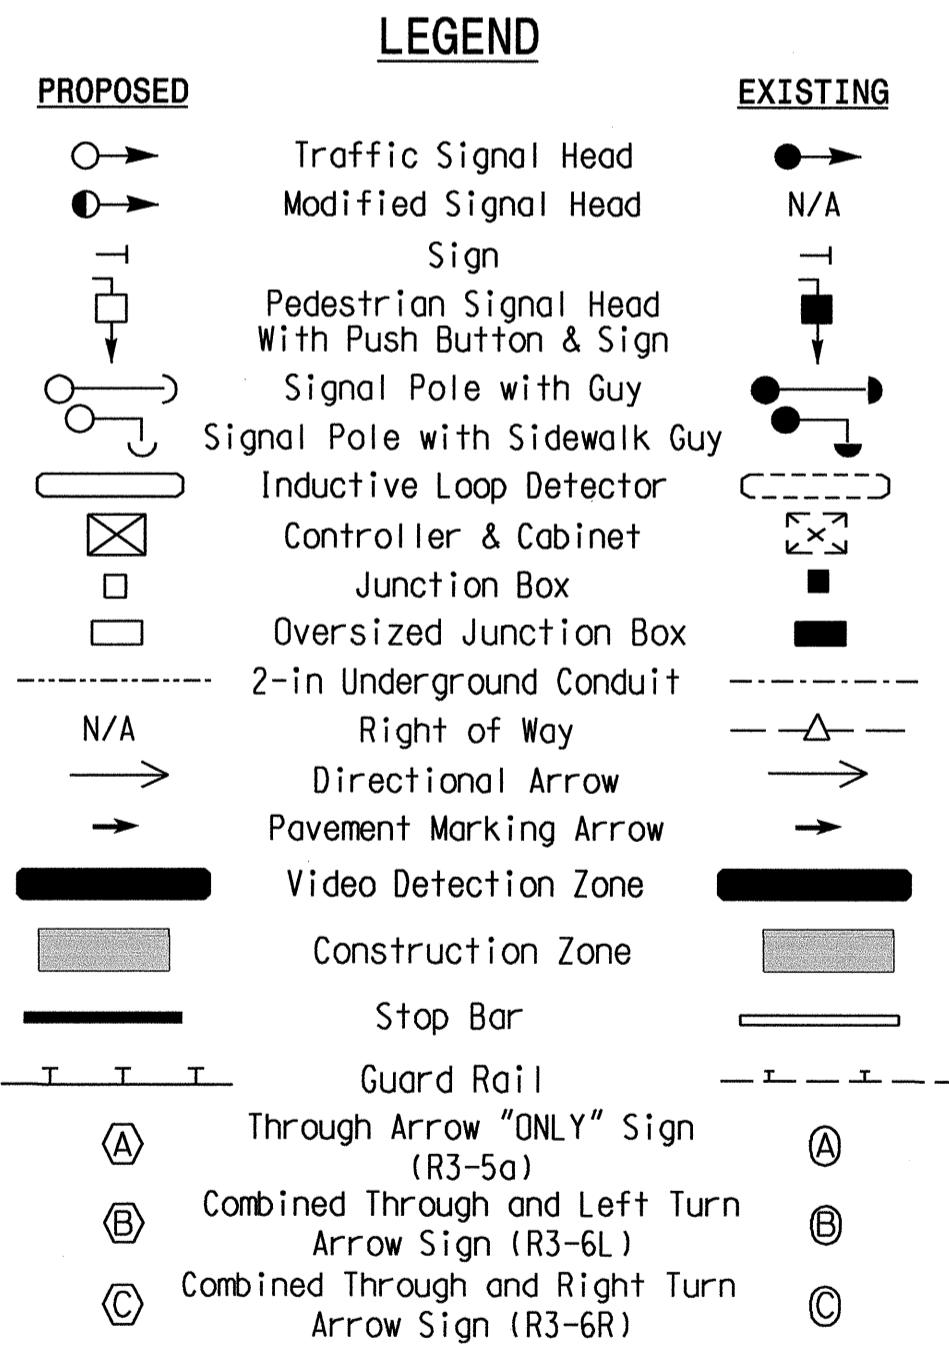 LEGEND
PROPOSED EXISTING
Traffic Signal Head
Modified Signal Head N/A
Sign
Pedestrian Signal Head
With Push Button & Sign
Signal Pole with Guy
Signal Pole with Sidewalk Guy
Inductive Loop Detector
Controller & Cabinet
Junction Box
Oversized Junction Box
2-in Underground Conduit
N/A Right of Way
Directional Arrow
Pavement Marking Arrow
Video Detection Zone
Construction Zone
Stop Bar
Guard Rail
Through Arrow "ONLY" Sign
A (R3-5a) A
Combined Through and Left Turn
B Arrow Sign (R3-6L) B
Combined Through and Right Turn
C Arrow Sign (R3-6R) C